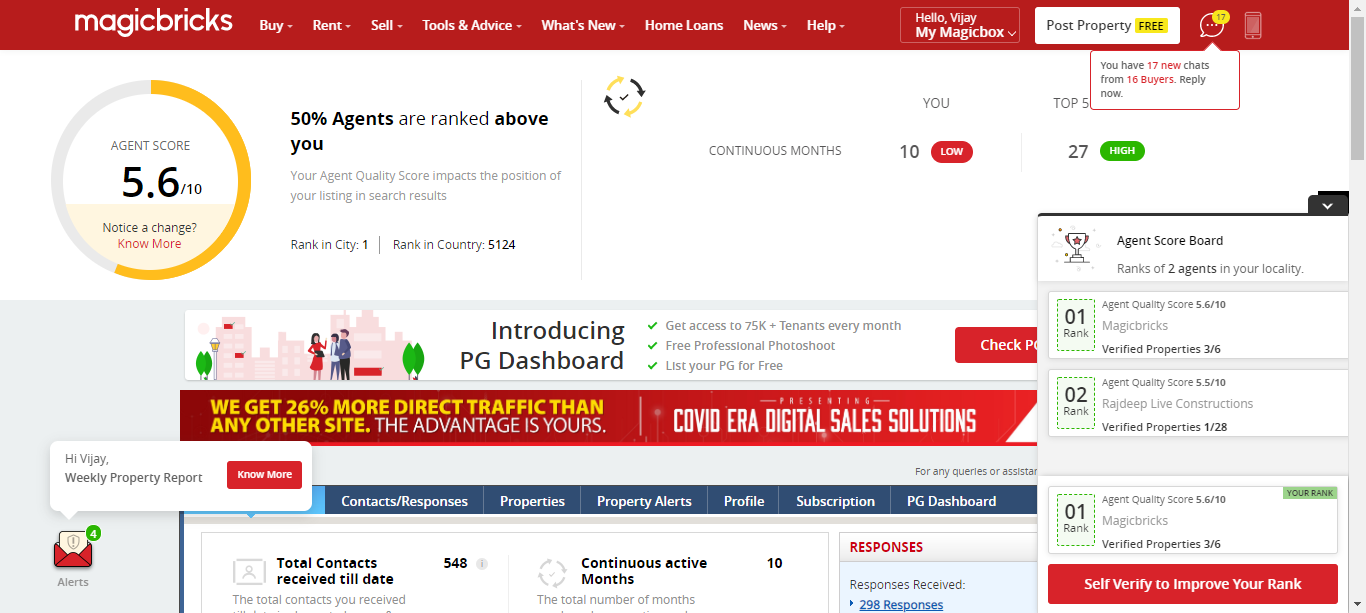 magicbricks
Buy Rent Sell Tools & Advice What's New Home Loans News Help
Hello, Vijay
My Magicbox
Post Property FREE
17
You have 17 new chats
from 16 Buyers. Reply
now.
AGENT SCORE
5.6/10
Notice a change?
Know More
50% Agents are ranked above
you
Your Agent Quality Score impacts the position of
your listing in search results
Rank in City: 1 Rank in Country: 5124
YOU TOP 5
CONTINUOUS MONTHS 10 LOW 27 HIGH
Agent Score Board
Ranks of 2 agents in your locality.
01
Rank
Agent Quality Score 5.6/10
Magicbricks
Verified Properties 3/6
02
Rank
Agent Quality Score 5.5/10
Rajdeep Live Constructions
Verified Properties 1/28
YOUR RANK
01
Rank
Agent Quality Score 5.6/10
Magicbricks
Verified Properties 3/6
Self Verify to Improve Your Rank
Introducing
PG Dashboard
Get access to 75K + Tenants every month
Free Professional Photoshoot
List your PG for Free
Check
WE GET 26% MORE DIRECT TRAFFIC THAN
ANY OTHER SITE. THE ADVANTAGE IS YOURS.
PRESENTING
COVID ERA DIGITAL SALES SOLUTIONS
Hi Vijay,
Weekly Property Report
Know More
4
Alerts
For any queries or
Contacts/Responses Properties Property Alerts Profile Subscription PG Dashboard
Total Contacts
received till date
548
The total contacts you received
Continuous active
Months
10
The total number of months
RESPONSES
Responses Received:
298 Responses